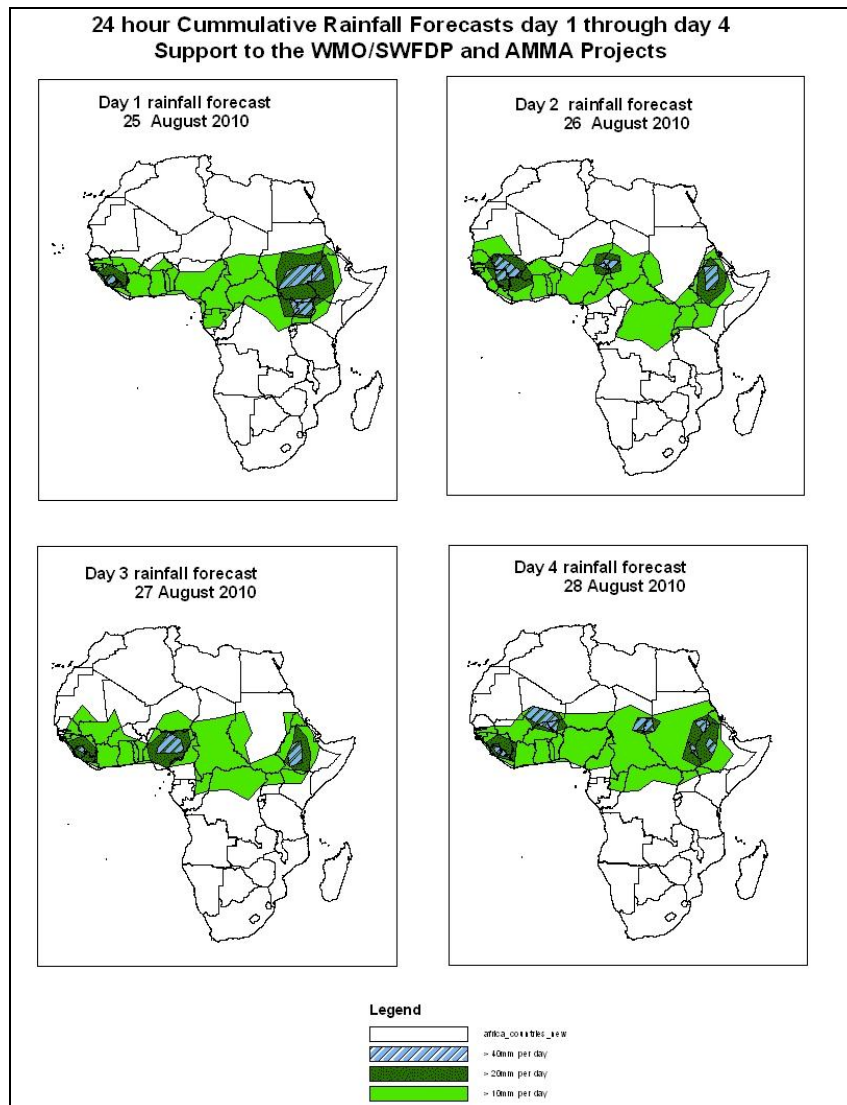 24 hour Cummulative Rainfall Forecasts day 1 through day 4
Support to the WMO/SWFDP and AMMA Projects
Day 1 rainfall forecast
25 August 2010
Day 2 rainfall forecast
26 August 2010
Day 3 rainfall forecast
27 August 2010
Day 4 rainfall forecast
28 August 2010
Legend
africa_countries_new
> 40mm per day
> 20mm per day
> 10mm per day